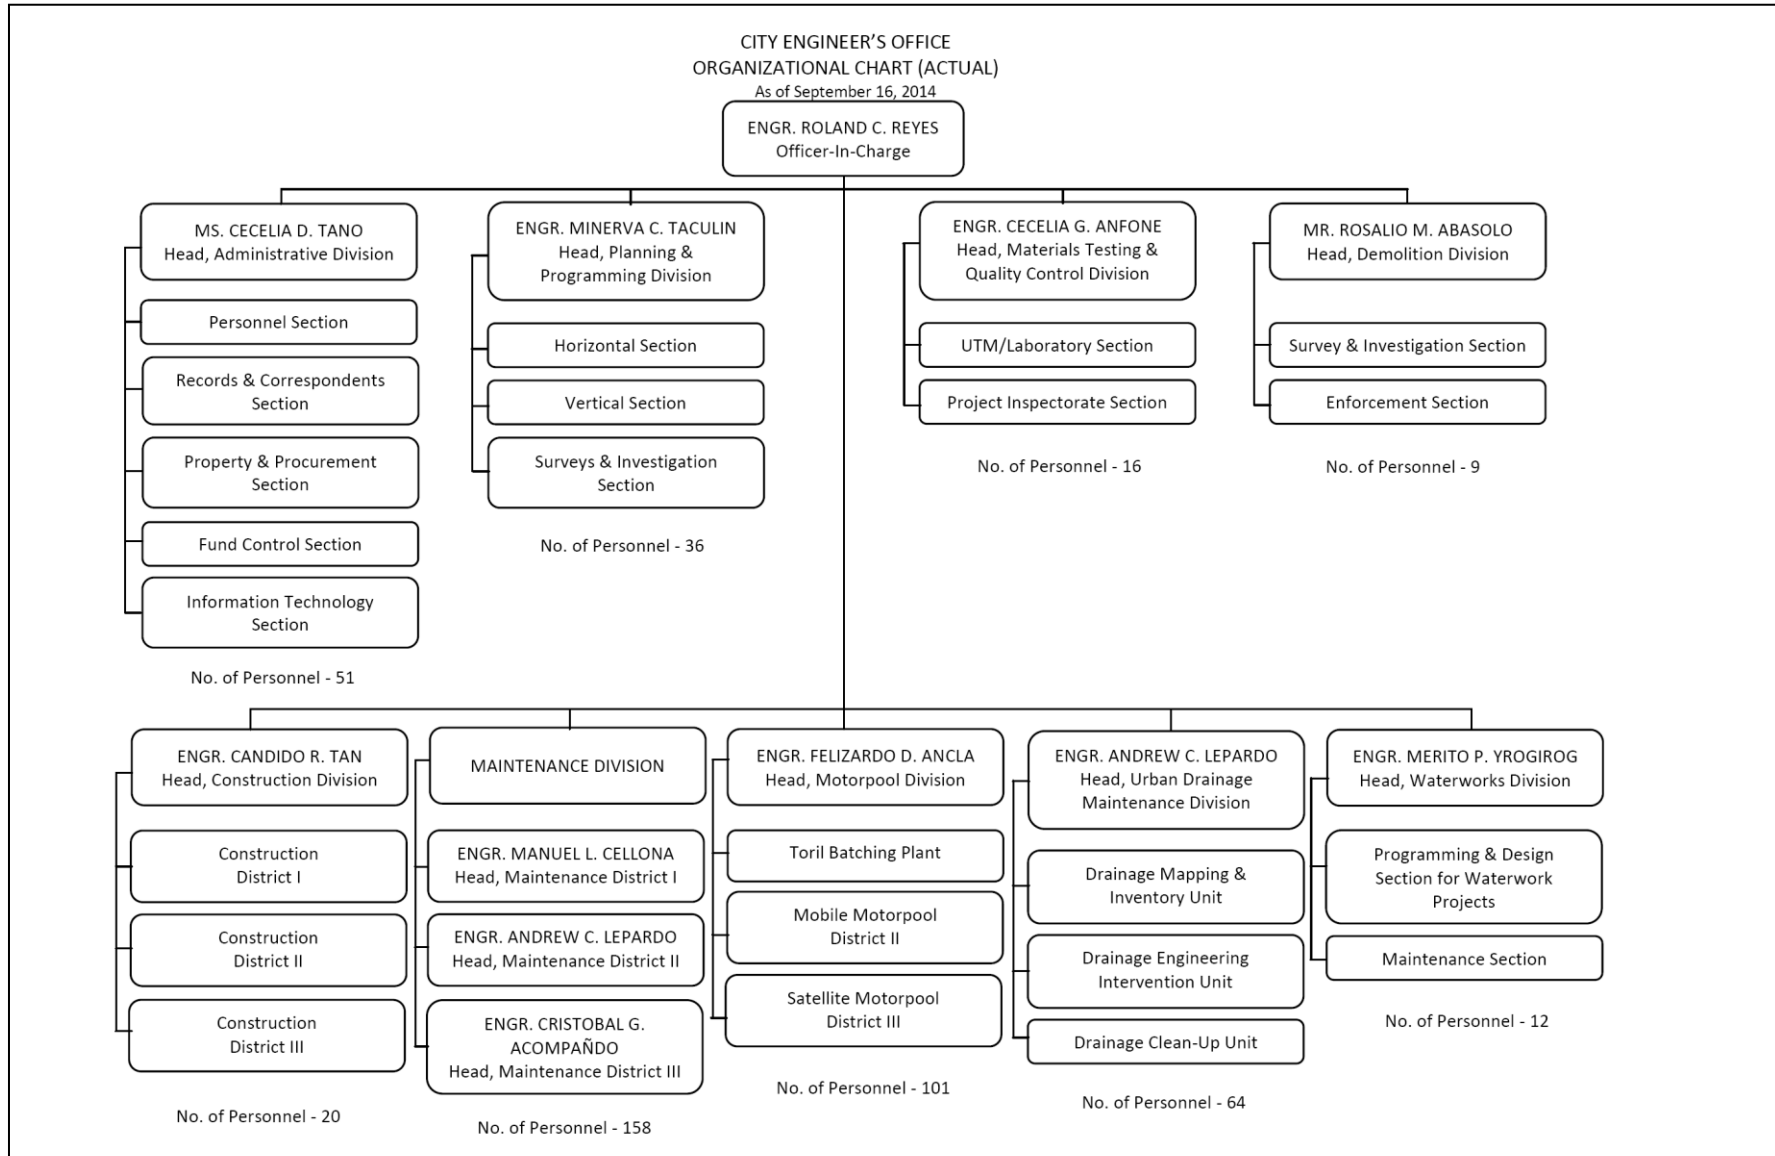 CITY ENGINEER'S OFFICE
ORGANIZATIONAL CHART (ACTUAL)
As of September 16, 2014
ENGR. ROLAND C. REYES
Officer-In-Charge
MS. CECELIA D. TANO
Head, Administrative Division
Personnel Section
Records & Correspondents
Section
Property & Procurement
Section
Fund Control Section
Information Technology
Section
No. of Personnel - 51
ENGR. MINERVA C. TACULIN
Head, Planning &
Programming Division
Horizontal Section
Vertical Section
Surveys & Investigation
Section
No. of Personnel - 36
ENGR. CECELIA G. ANFONE
Head, Materials Testing &
Quality Control Division
UTM/Laboratory Section
Project Inspectorate Section
No. of Personnel - 16
MR. ROSALIO M. ABASOLO
Head, Demolition Division
Survey & Investigation Section
Enforcement Section
No. of Personnel - 9
ENGR. CANDIDO R. TAN
Head, Construction Division
Construction
District I
Construction
District II
Construction
District III
No. of Personnel - 20
MAINTENANCE DIVISION
ENGR. MANUEL L. CELLONA
Head, Maintenance District I
ENGR. ANDREW C. LEPARDO
Head, Maintenance District II
ENGR. CRISTOBAL G.
ACOMPAÑDO
Head, Maintenance District III
No. of Personnel - 158
ENGR. FELIZARDO D. ANCLA
Head, Motorpool Division
Toril Batching Plant
Mobile Motorpool
District II
Satellite Motorpool
District III
No. of Personnel - 101
ENGR. ANDREW C. LEPARDO
Head, Urban Drainage
Maintenance Division
Drainage Mapping &
Inventory Unit
Drainage Engineering
Intervention Unit
Drainage Clean-Up Unit
No. of Personnel - 64
ENGR. MERITO P. YROGIROG
Head, Waterworks Division
Programming & Design
Section for Waterwork
Projects
Maintenance Section
No. of Personnel - 12